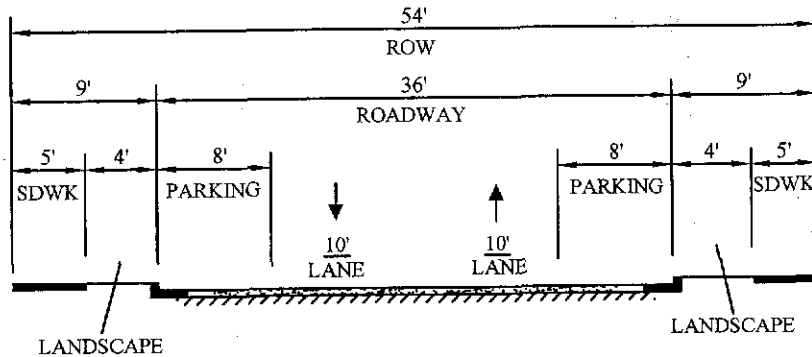 54'
ROW
9'
36'
9'
ROADWAY
5'
4'
8'
8'
4'
5'
SDWK
PARKING
PARKING
SDWK
10'
LANE
10'
LANE
LANDSCAPE
LANDSCAPE